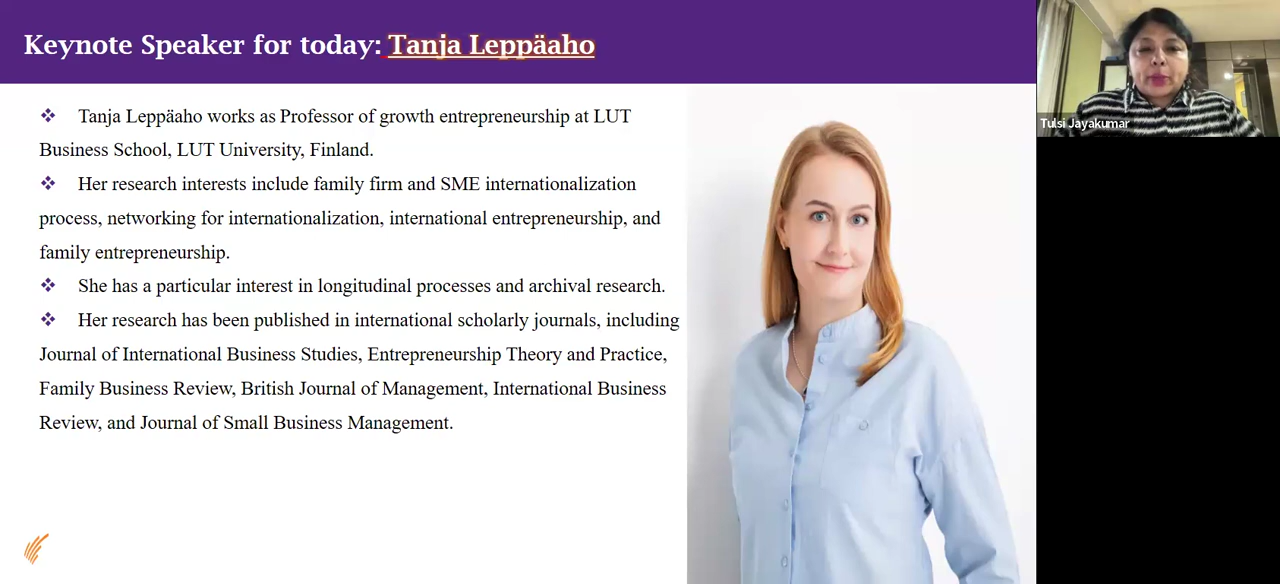 Keynote Speaker for today: Tanja Leppäaho
❖ Tanja Leppäaho works as Professor of growth entrepreneurship at LUT
Business School, LUT University, Finland.
❖ Her research interests include family firm and SME internationalization
process, networking for internationalization, international entrepreneurship, and
family entrepreneurship.
❖ She has a particular interest in longitudinal processes and archival research.
❖ Her research has been published in international scholarly journals, including
Journal of International Business Studies, Entrepreneurship Theory and Practice,
Family Business Review, British Journal of Management, International Business
Review, and Journal of Small Business Management.
Tulsi Jayakumar